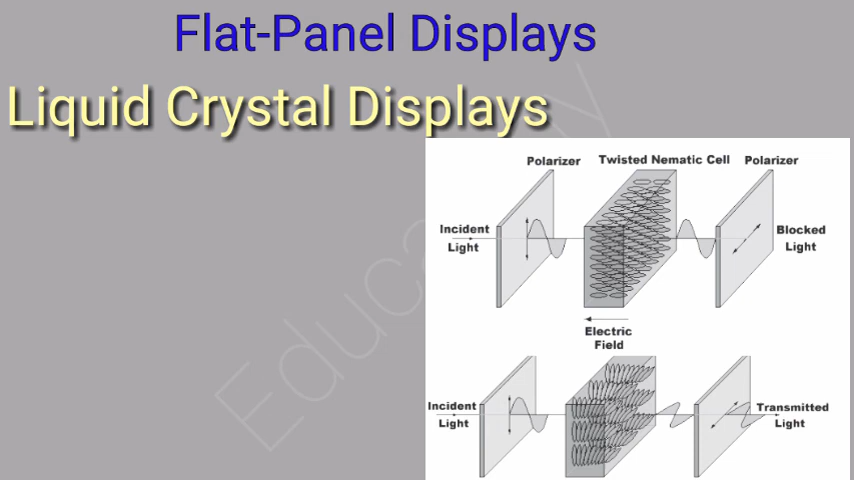 Flat-Panel Displays
Liquid Crystal Displays
Polarizer Twisted Nematic Cell Polarizer
Incident
Light
Blocked
Light
Electric
Field
Incident
Light
Transmitted
Light